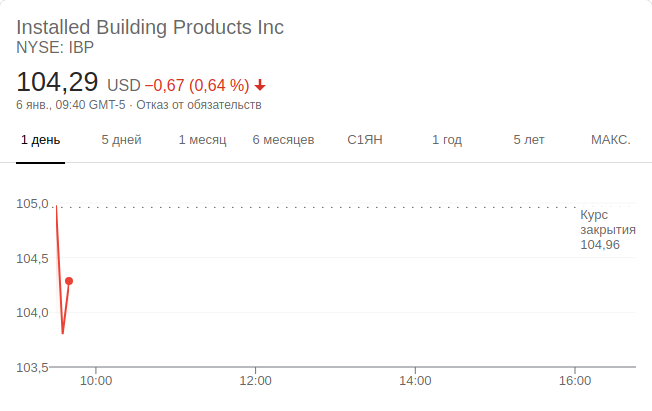 Installed Building Products Inc
NYSE: IBP
104,29 USD −0,67 (0,64 %)
6 янв., 09:40 GMT-5 · Отказ от обязательств
1 день 5 дней 1 месяц 6 месяцев С1ЯН 1 год 5 лет МАКС.
105,0
Курс
закрытия
104,96
104,5
104,0
103,5
10:00 12:00 14:00 16:00